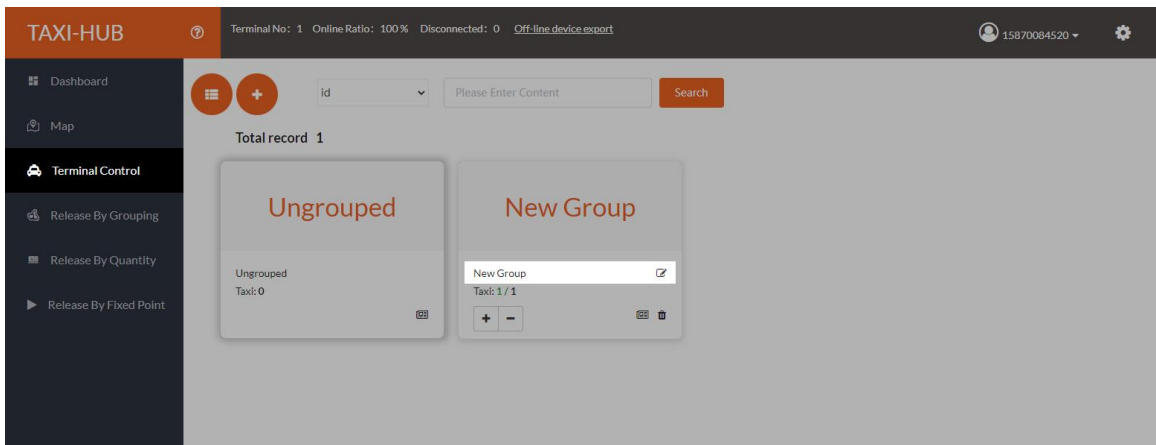 TAXI-HUB
Terminal No: 1 Online Ratio: 100% Disconnected: 0 Off-line device export
15870084520
Dashboard
Map
Terminal Control
Release By Grouping
Release By Quantity
Release By Fixed Point
id
Please Enter Content
Search
Total record 1
Ungrouped
Ungrouped
Taxi: 0
New Group
New Group
Taxi: 1 / 1